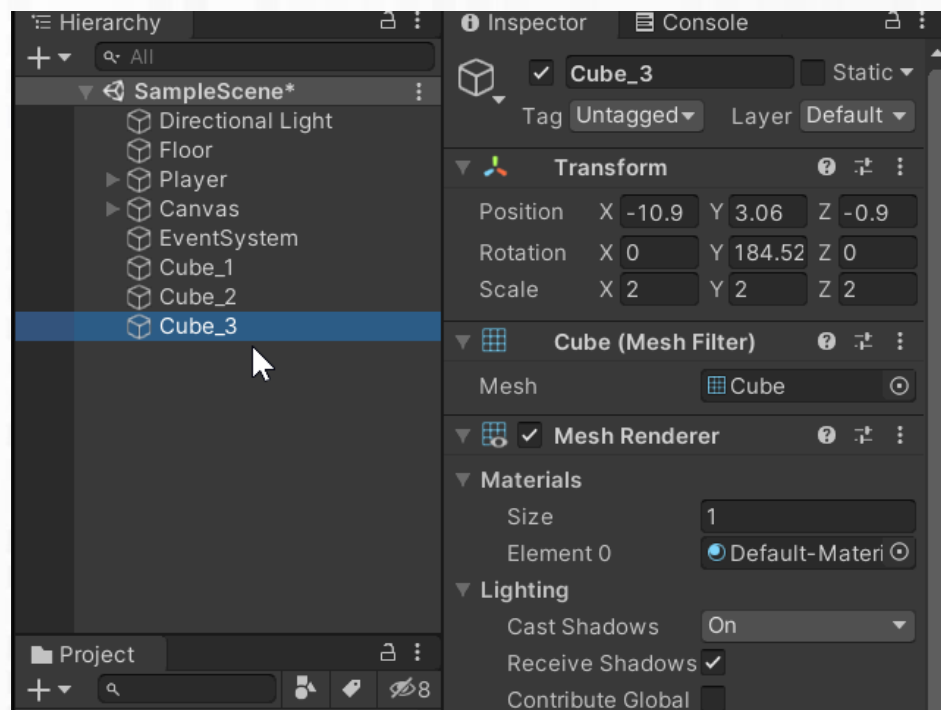 Hierarchy
All
SampleScene*
Directional Light
Floor
Player
Canvas
EventSystem
Cube_1
Cube_2
Cube_3
Project
8
Inspector Console
Cube_3 Static
Tag Untagged Layer Default
Transform
Position X -10.9 Y 3.06 Z -0.9
Rotation X 0 Y 184.52 Z 0
Scale X 2 Y 2 Z 2
Cube (Mesh Filter)
Mesh Cube
Mesh Renderer
Materials
Size 1
Element 0 Default-Materi
Lighting
Cast Shadows On
Receive Shadows
Contribute Global